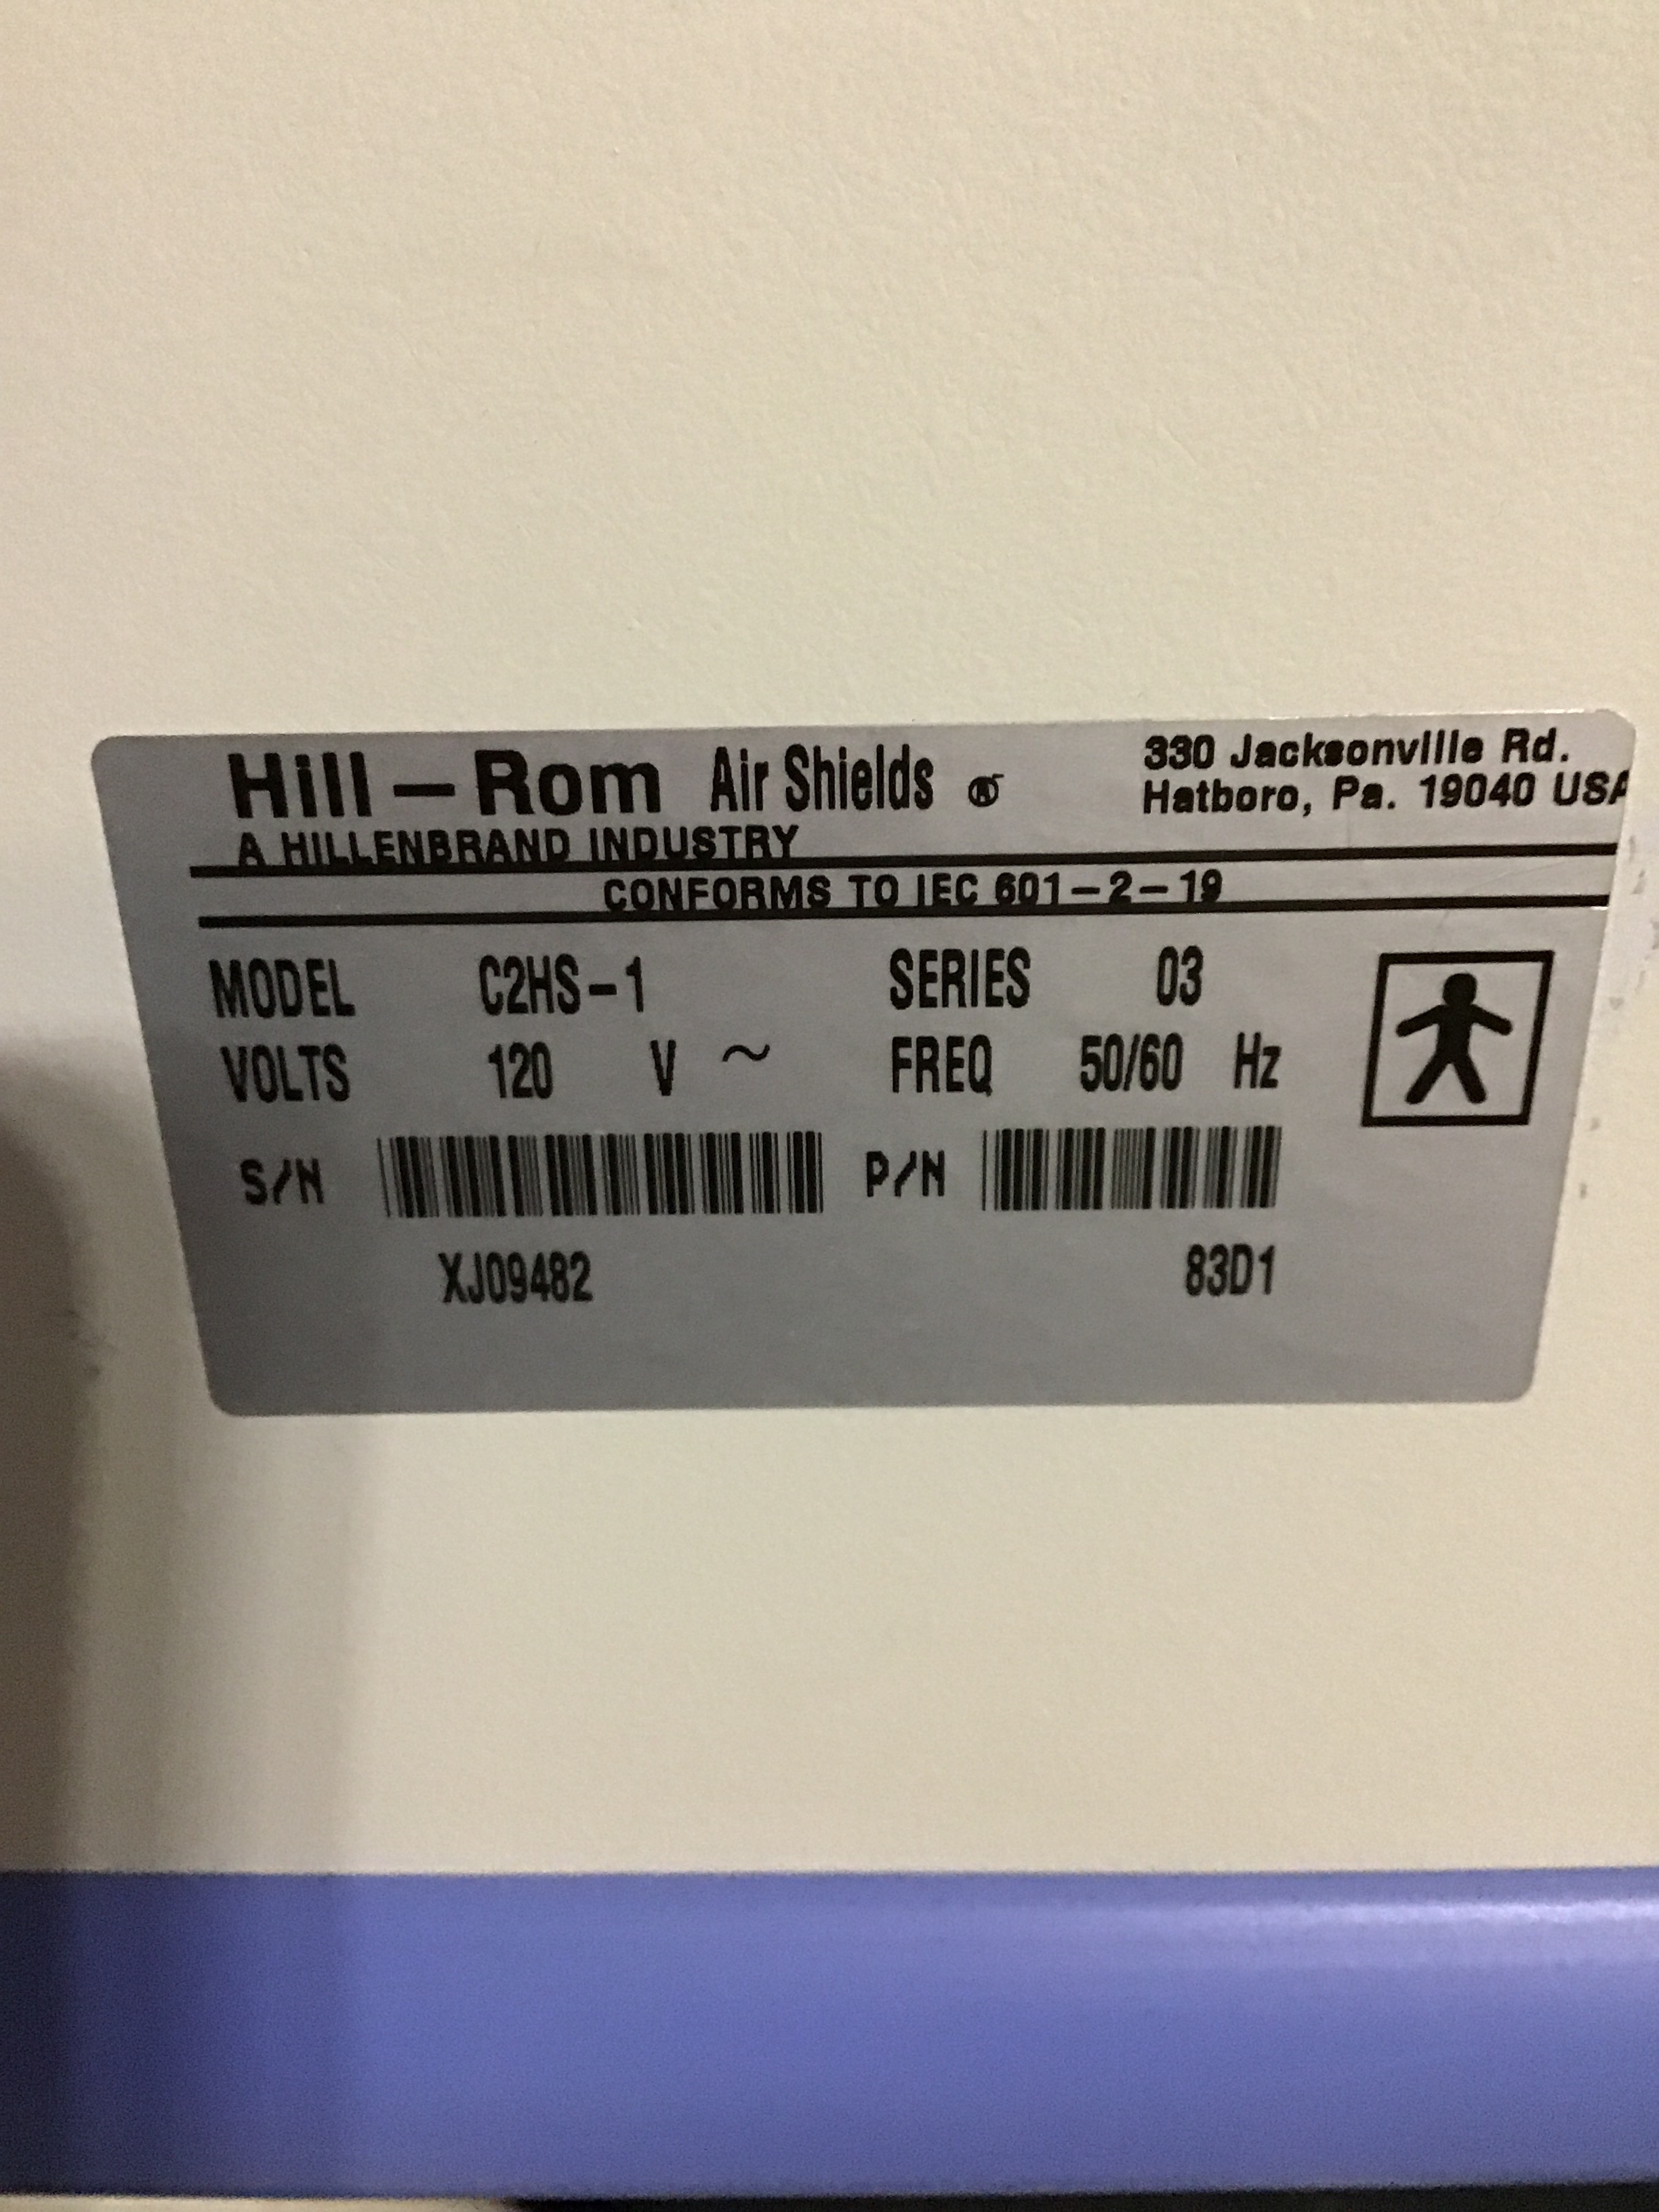 Hill-Rom Air Shields ®
330 Jacksonville Rd.
Hatboro, Pa. 19040 USA
A HILLENBRAND INDUSTRY
CONFORMS TO IEC 601-2-19
MODEL C2HS-1 SERIES 03
VOLTS 120 V ~ FREQ 50/60 Hz
S/N P/N
XJ09482 83D1